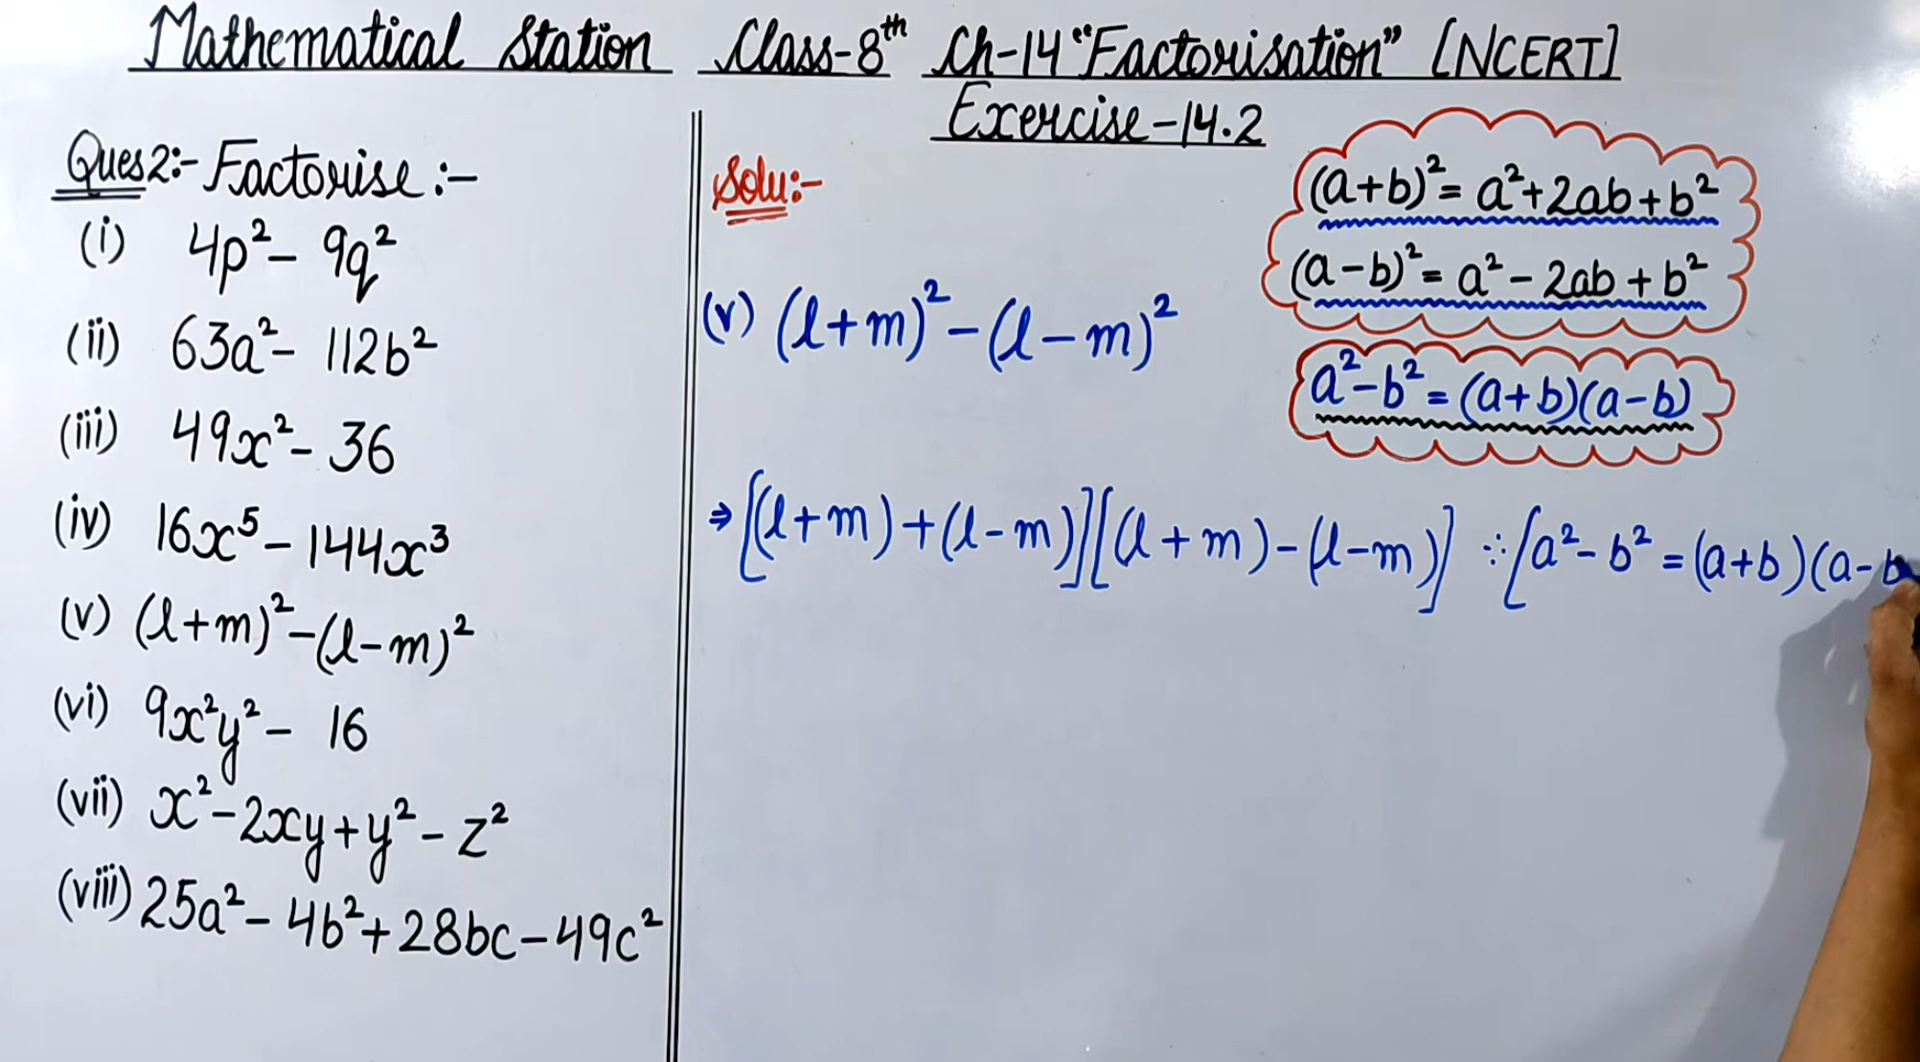 Mathematical Station Class-8th Ch-14 "Factorisation" [NCERT]
Exercise-14.2
Ques2:- Factorise:-
(i) 4p²- 9q²
(ii) 63a²- 112b²
(iii) 49x²- 36
(iv) 16x⁵-144x³
(v) (l+m)²-(l-m)²
(vi) 9x²y²- 16
(vii) x²-2xy+y²-z²
(viii) 25a²-4b²+28bc-49c²
Solu:-
(a+b)²= a²+2ab+b²
(a-b)²= a²-2ab+b²
a²-b²=(a+b)(a-b)
(v) (l+m)²-(l-m)²
⇒ [(l+m)+(l-m)][(l+m)-(l-m)] ∵[a²-b²=(a+b)(a-b